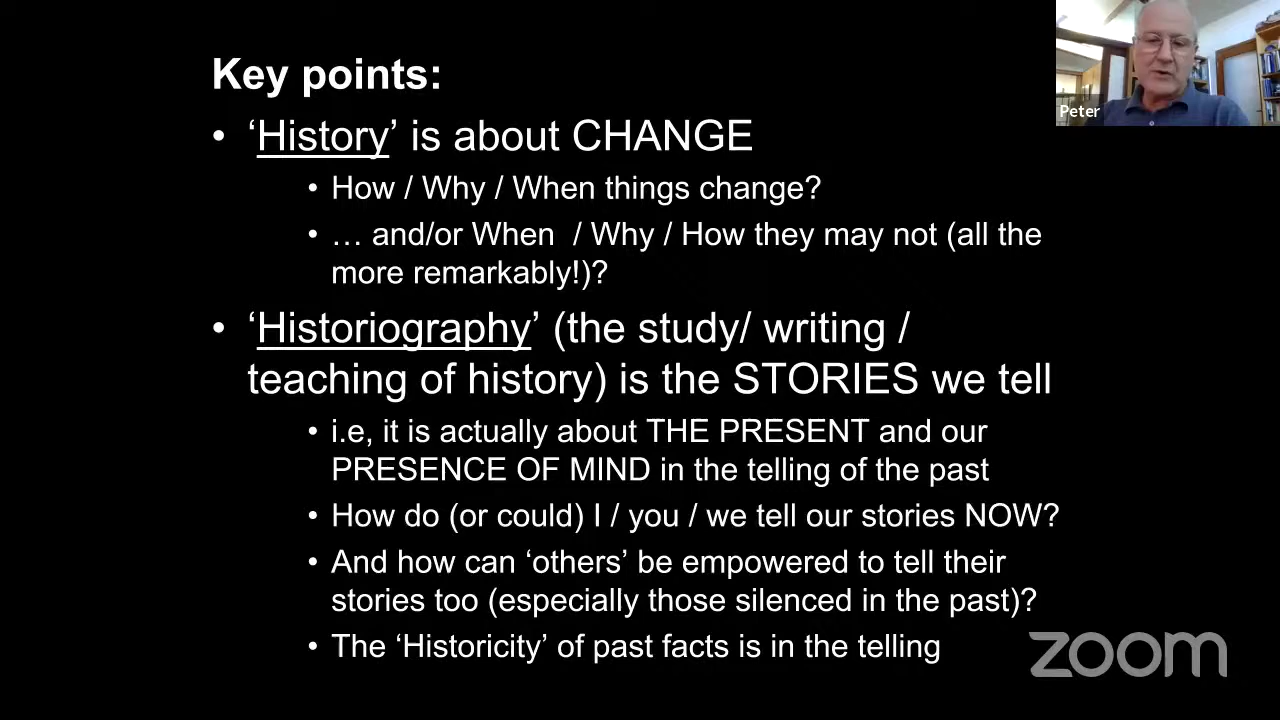 Key points:
• ‘History’ is about CHANGE
• How / Why / When things change?
• … and/or When / Why / How they may not (all the
more remarkably!)?
• ‘Historiography’ (the study/ writing /
teaching of history) is the STORIES we tell
• i.e, it is actually about THE PRESENT and our
PRESENCE OF MIND in the telling of the past
• How do (or could) I / you / we tell our stories NOW?
• And how can ‘others’ be empowered to tell their
stories too (especially those silenced in the past)?
• The ‘Historicity’ of past facts is in the telling
Peter
zoom